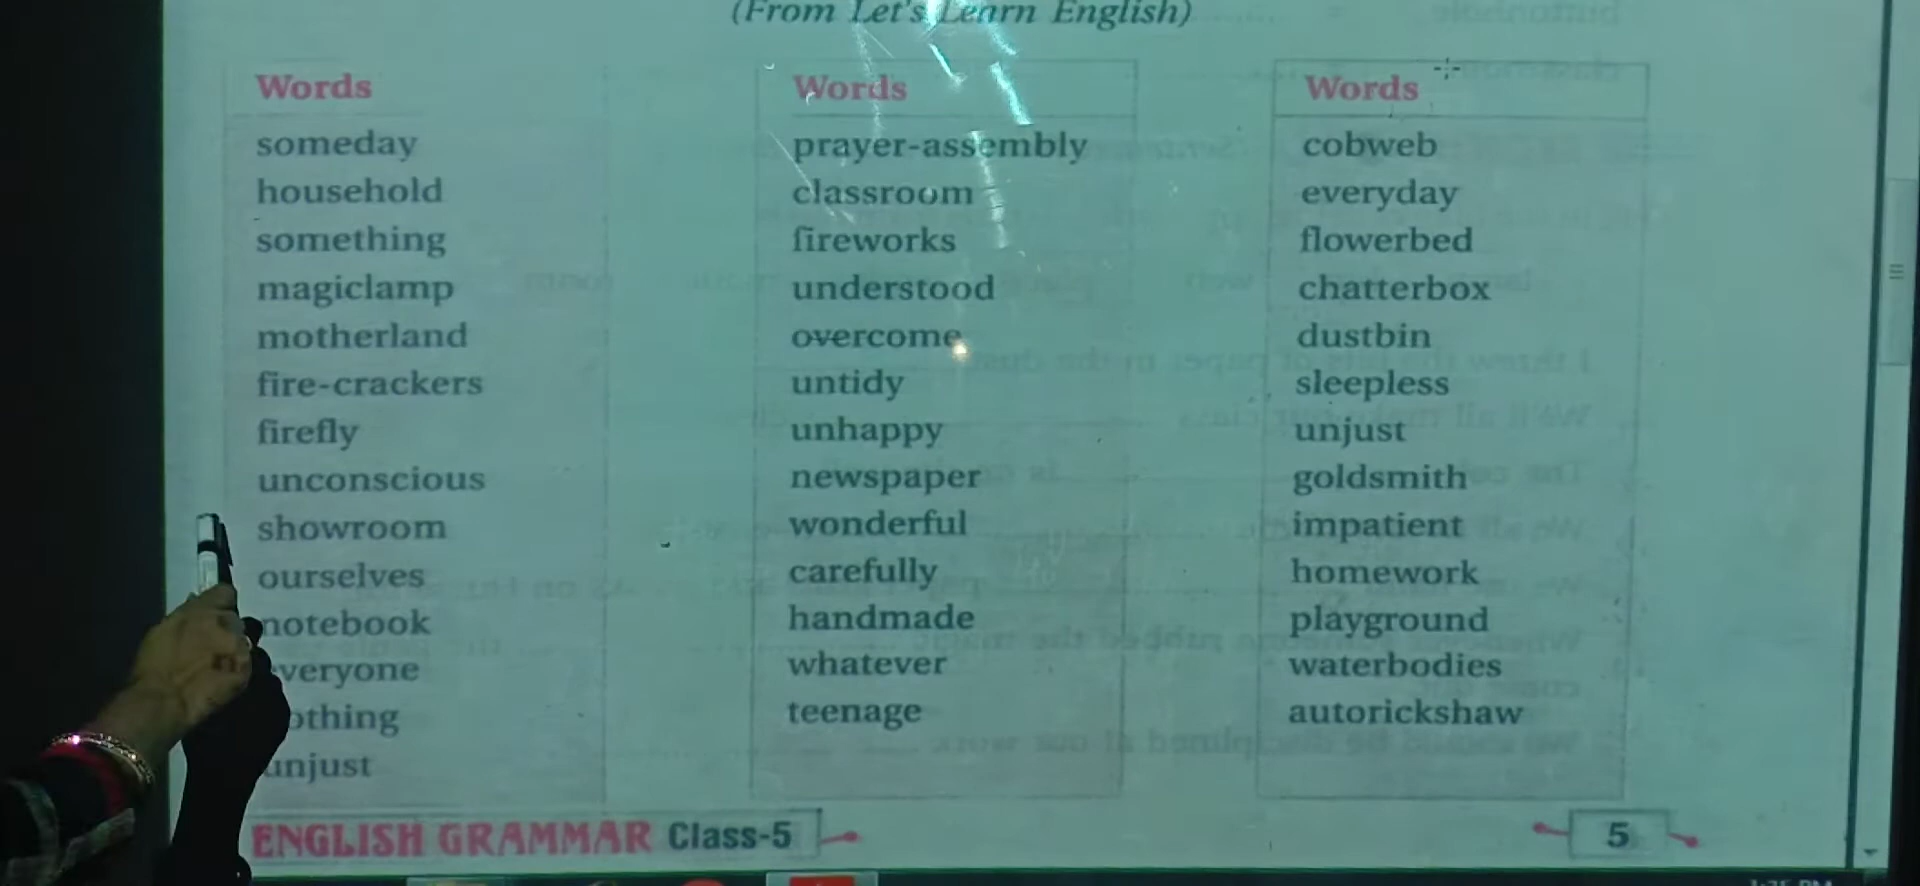 (From Let's Learn English)
Words
someday
household
something
magiclamp
motherland
fire-crackers
firefly
unconscious
showroom
ourselves
notebook
veryone
othing
unjust
Words
prayer-assembly
classroom
fireworks
understood
overcome
untidy
unhappy
newspaper
wonderful
carefully
handmade
whatever
teenage
Words
cobweb
everyday
flowerbed
chatterbox
dustbin
sleepless
unjust
goldsmith
impatient
homework
playground
waterbodies
autorickshaw
ENGLISH GRAMMAR Class-5
5